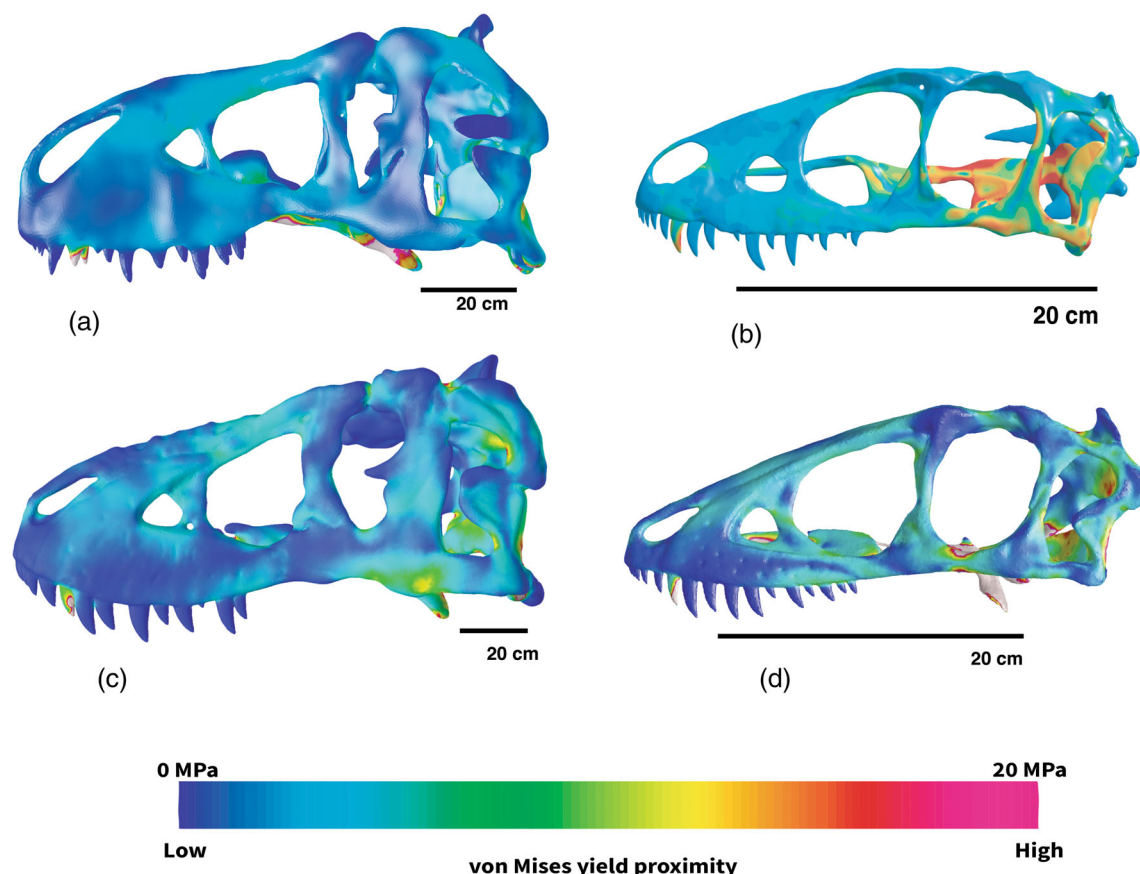 20 cm
(a)
20 cm
(b)
20 cm
(c)
20 cm
(d)
0 MPa
20 MPa
Low
High
von Mises yield proximity